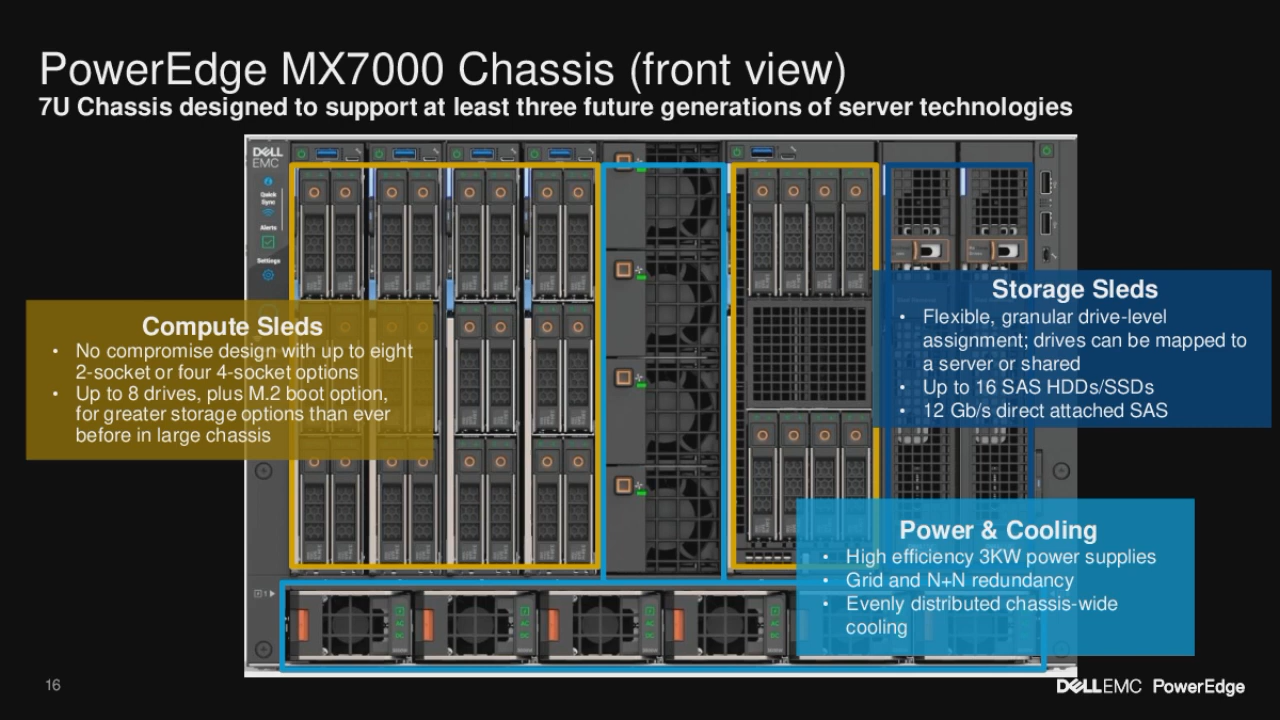 PowerEdge MX7000 Chassis (front view)
7U Chassis designed to support at least three future generations of server technologies
DELL
EMC
Quick
Sync
Alerts
Settings
Compute Sleds
• No compromise design with up to eight
2-socket or four 4-socket options
• Up to 8 drives, plus M.2 boot option,
for greater storage options than ever
before in large chassis
Storage Sleds
• Flexible, granular drive-level
assignment; drives can be mapped to
a server or shared
• Up to 16 SAS HDDs/SSDs
• 12 Gb/s direct attached SAS
Power & Cooling
• High efficiency 3KW power supplies
• Grid and N+N redundancy
• Evenly distributed chassis-wide
cooling
16
DELLEMC PowerEdge